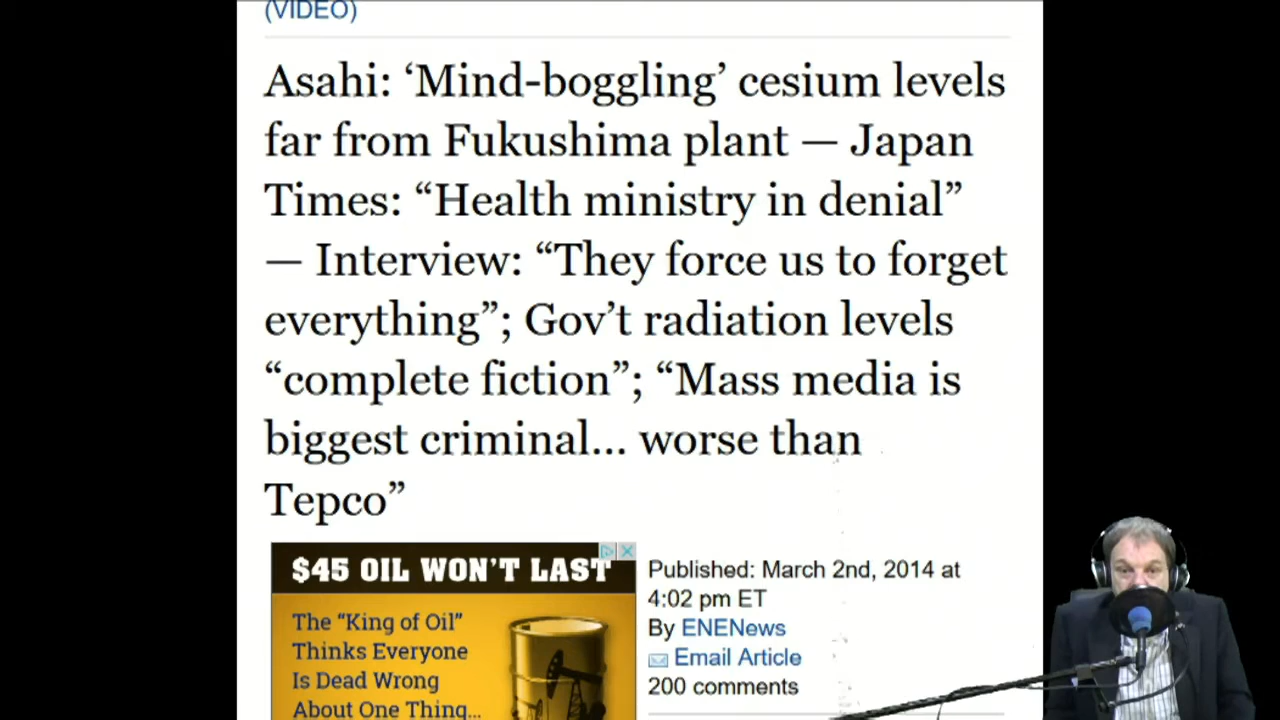 (VIDEO)
Asahi: ‘Mind-boggling’ cesium levels
far from Fukushima plant — Japan
Times: “Health ministry in denial”
— Interview: “They force us to forget
everything”; Gov’t radiation levels
“complete fiction”; “Mass media is
biggest criminal... worse than
Tepco”
$45 OIL WON’T LAST
The “King of Oil”
Thinks Everyone
Is Dead Wrong
About One Thing...
Published: March 2nd, 2014 at
4:02 pm ET
By ENENews
Email Article
200 comments